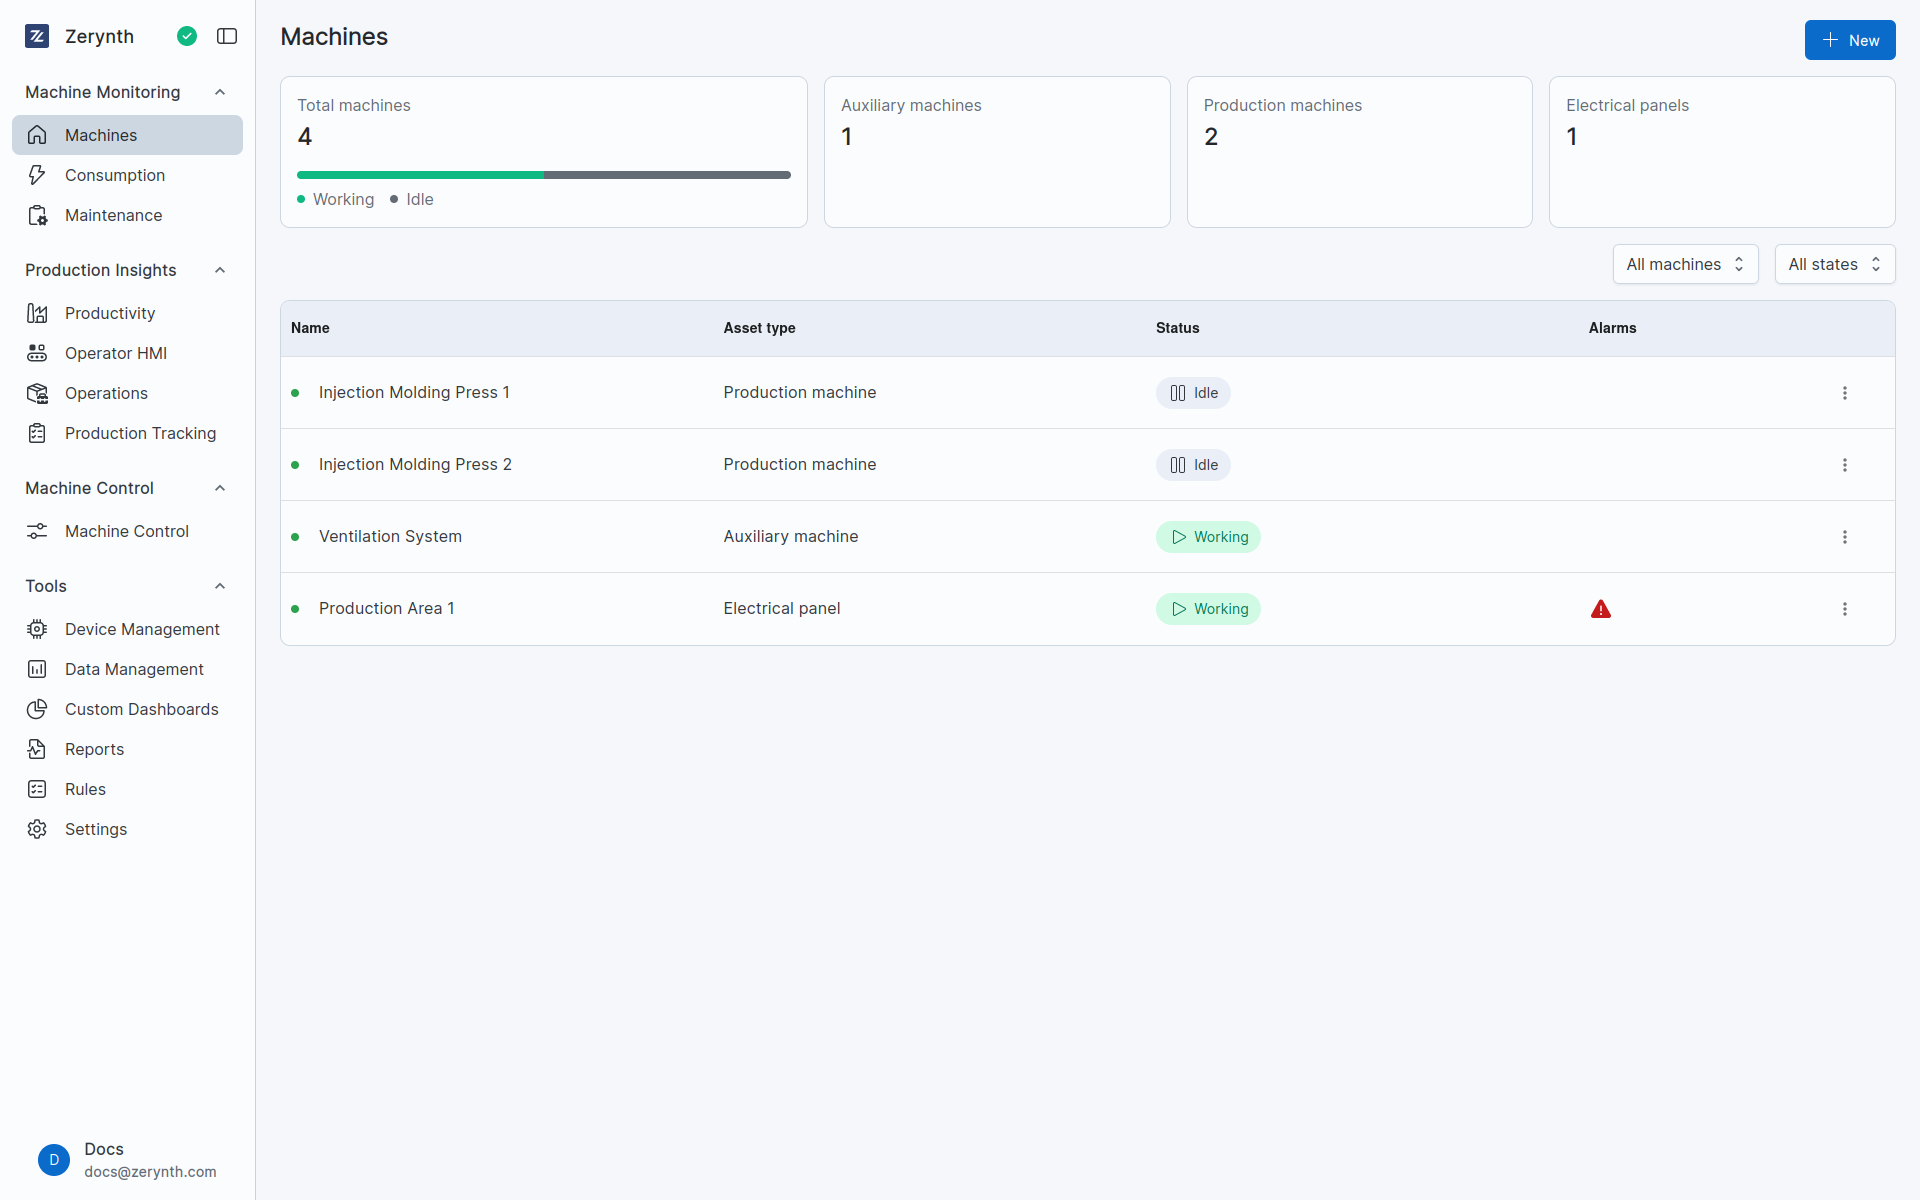 Zerynth
Machine Monitoring
Machines
Consumption
Maintenance
Production Insights
Productivity
Operator HMI
Operations
Production Tracking
Machine Control
Machine Control
Tools
Device Management
Data Management
Custom Dashboards
Reports
Rules
Settings
D
Docs
docs@zerynth.com
Machines
New
Total machines
4
Working Idle
Auxiliary machines
1
Production machines
2
Electrical panels
1
All machines All states
Name Asset type Status Alarms
Injection Molding Press 1 Production machine Idle
Injection Molding Press 2 Production machine Idle
Ventilation System Auxiliary machine Working
Production Area 1 Electrical panel Working